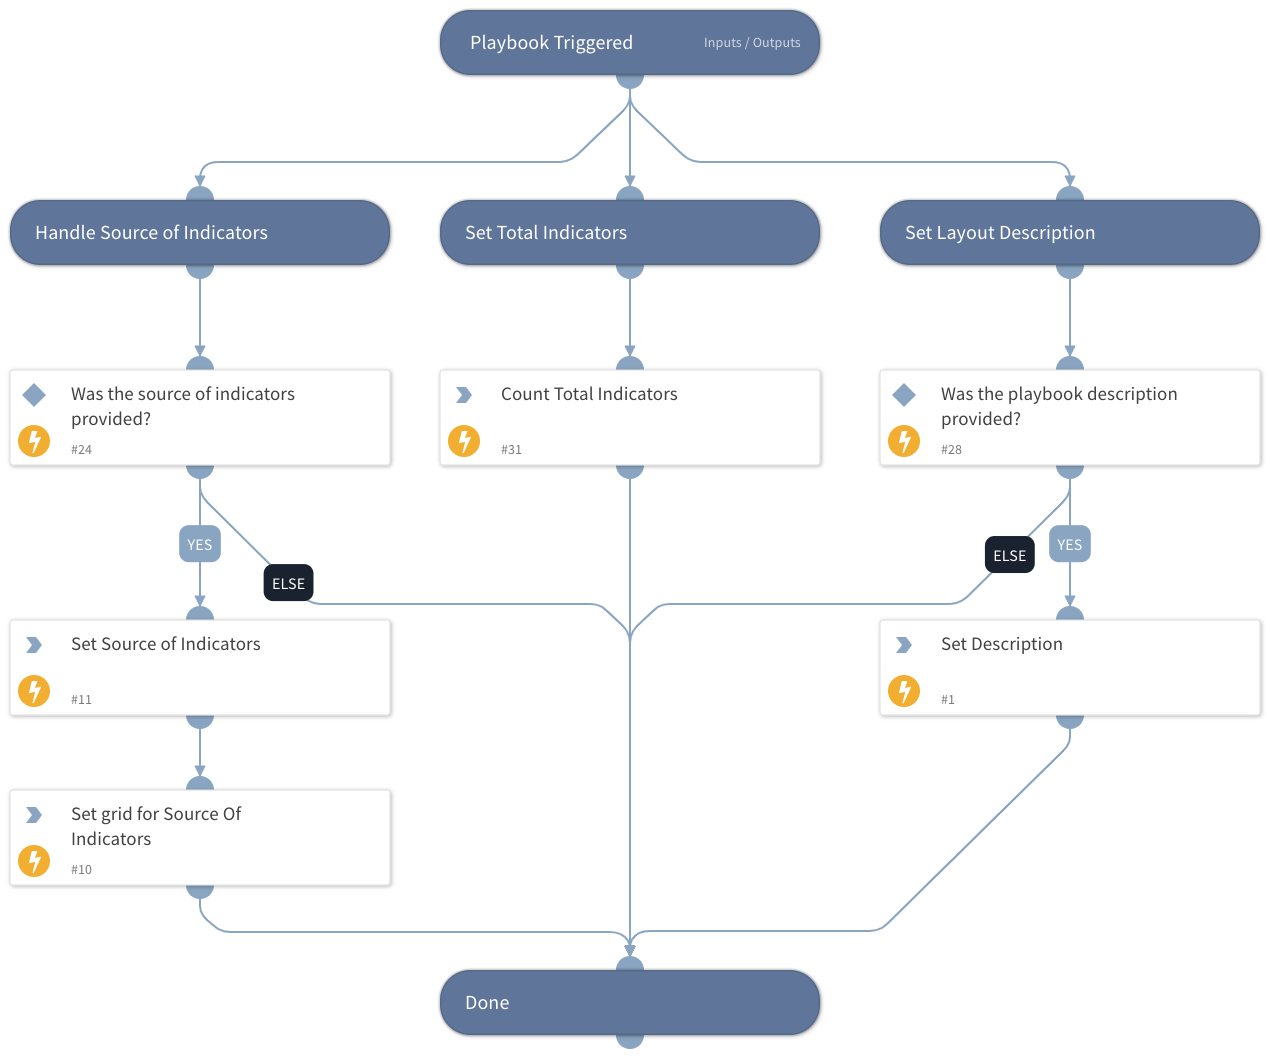 Playbook Triggered
Inputs / Outputs
Handle Source of Indicators
Set Total Indicators
Set Layout Description
Was the source of indicators
provided?
#24
Count Total Indicators
#31
Was the playbook description
provided?
#28
YES
ELSE
ELSE
YES
Set Source of Indicators
#11
Set Description
#1
Set grid for Source Of
Indicators
#10
Done